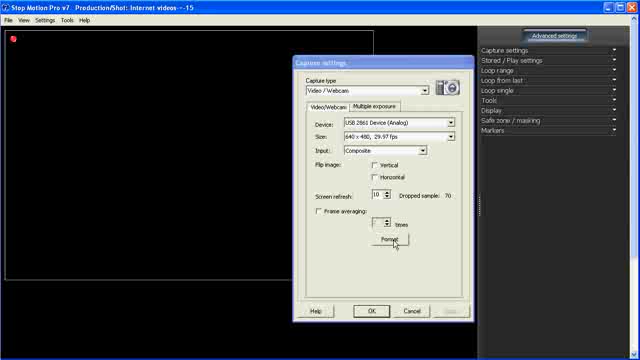 Stop Motion Pro v7 Production/Shot: Internet videos---15
File View Settings Tools Help
Advanced settings
Capture settings
Stored / Play settings
Loop range
Loop from last
Loop single
Tools
Display
Safe zone / masking
Markers
Capture settings
Capture type
Video / Webcam
Video/Webcam Multiple exposure
Device: USB 2861 Device (Analog)
Size: 640 x 480, 29.97 fps
Input: Composite
Flip image: Vertical
Horizontal
Screen refresh: 10 Dropped sample: 70
Frame averaging:
times
Format
Help OK Cancel